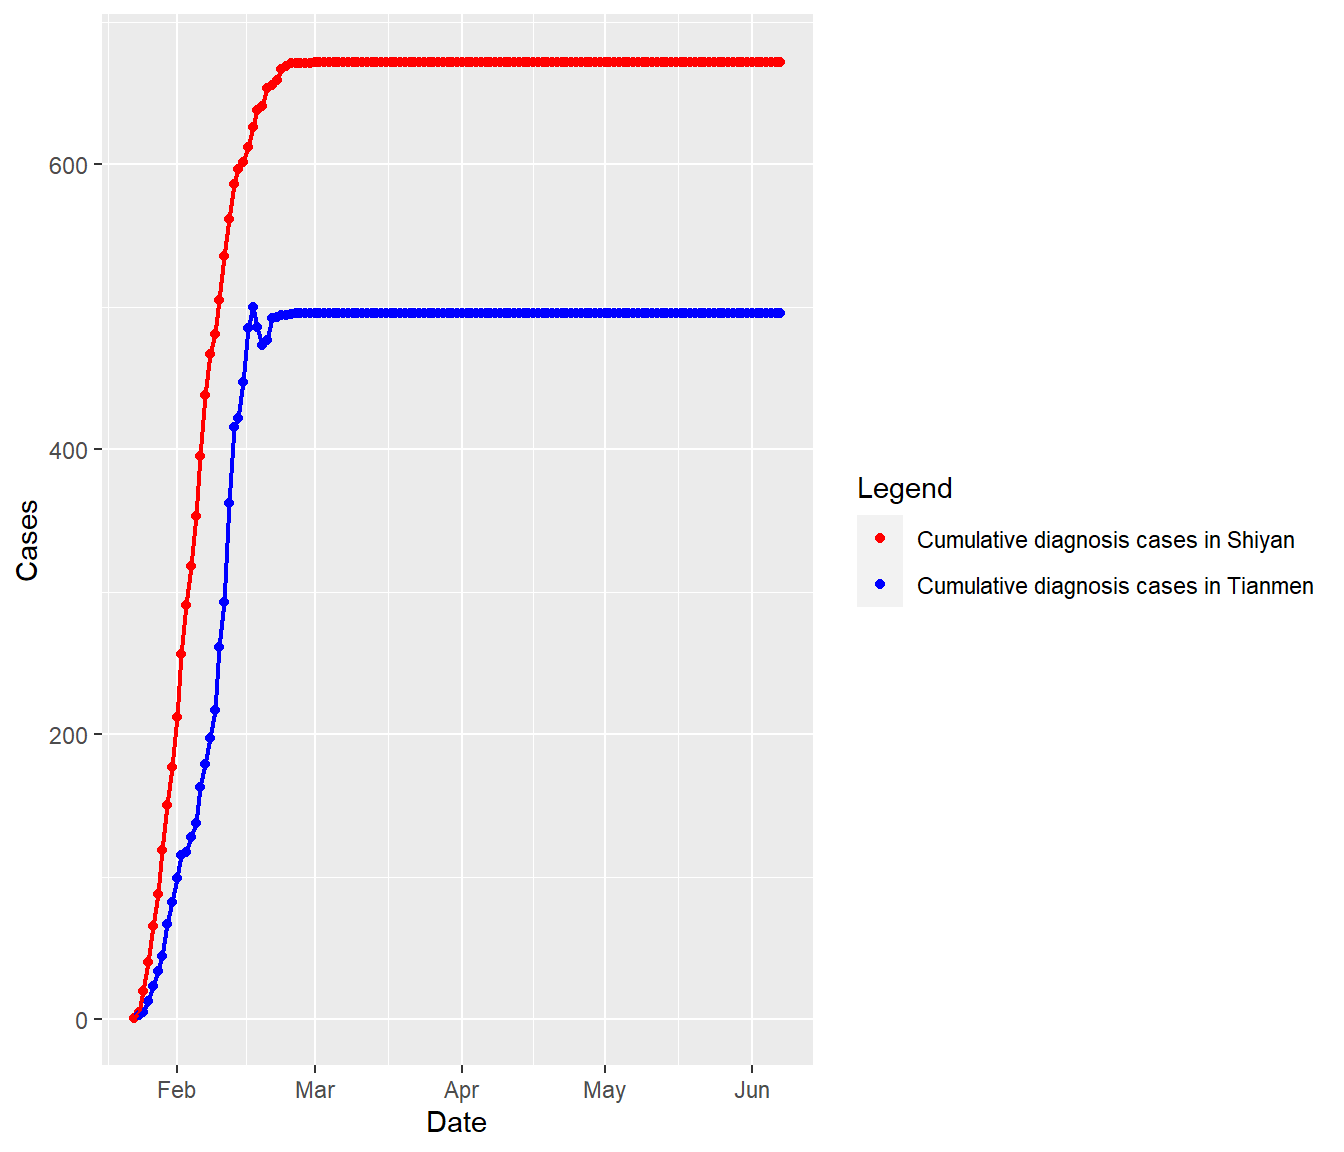 600
400
200
0
Cases
Feb Mar Apr May Jun
Date
Legend
Cumulative diagnosis cases in Shiyan
Cumulative diagnosis cases in Tianmen